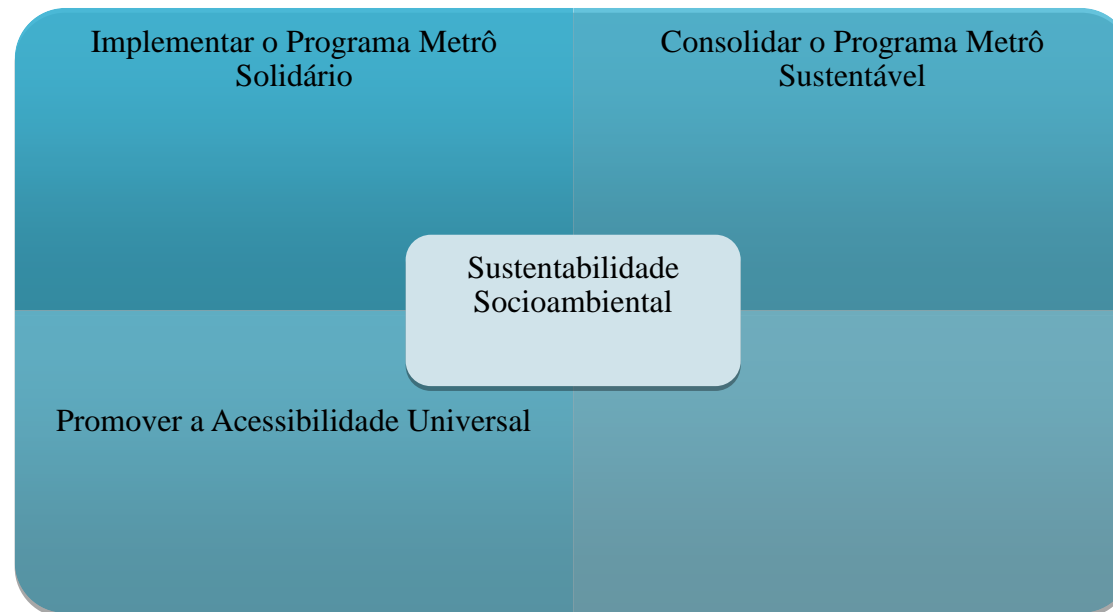 Implementar o Programa Metrô
Solidário
Consolidar o Programa Metrô
Sustentável
Sustentabilidade
Socioambiental
Promover a Acessibilidade Universal